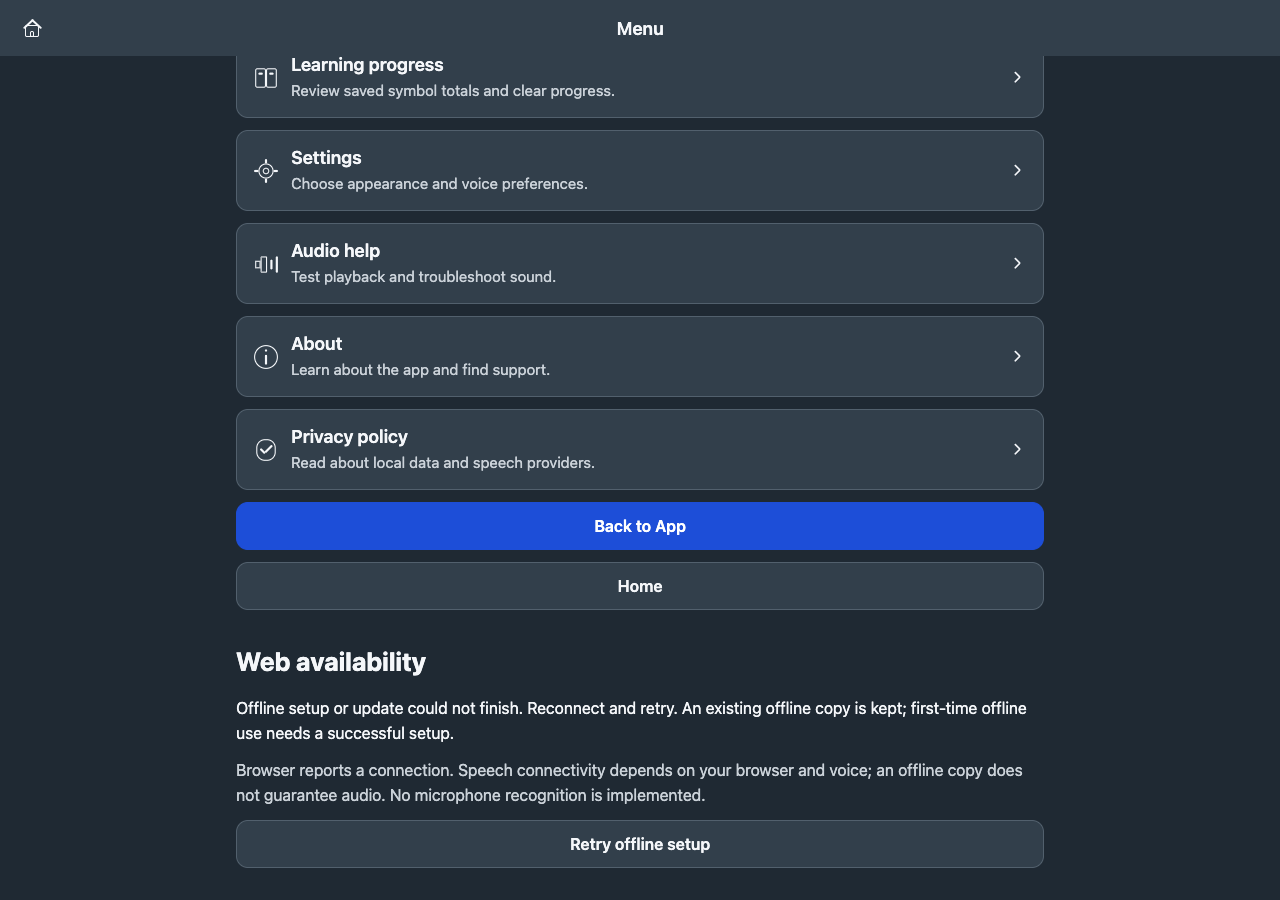 Menu
Learning progress
Review saved symbol totals and clear progress.
Settings
Choose appearance and voice preferences.
Audio help
Test playback and troubleshoot sound.
About
Learn about the app and find support.
Privacy policy
Read about local data and speech providers.
Back to App
Home
Web availability
Offline setup or update could not finish. Reconnect and retry. An existing offline copy is kept; first-time offline
use needs a successful setup.
Browser reports a connection. Speech connectivity depends on your browser and voice; an offline copy does
not guarantee audio. No microphone recognition is implemented.
Retry offline setup